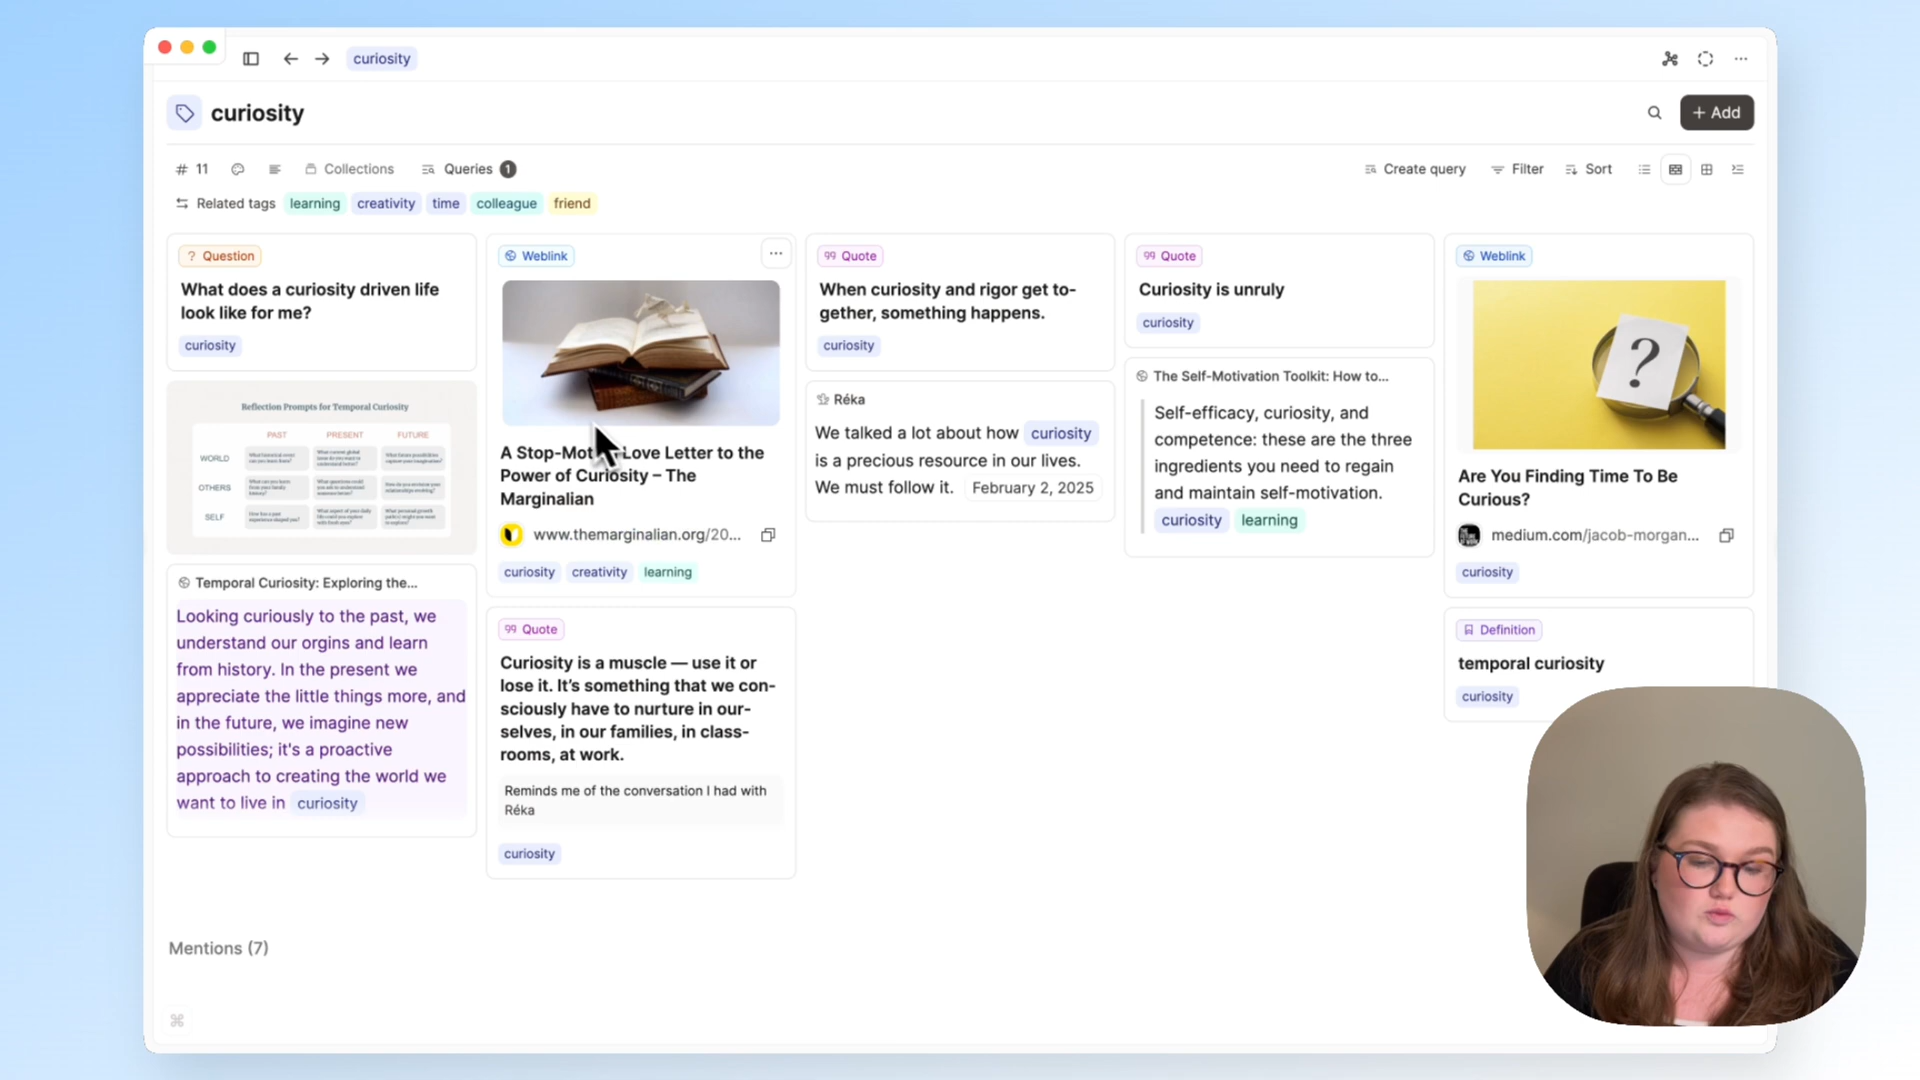 curiosity
curiosity
+ Add
# 11
Collections
Queries 1
Create query
Filter
Sort
Related tags learning creativity time colleague friend
? Question
What does a curiosity driven life
look like for me?
curiosity
Reflection Prompts for Temporal Curiosity
PAST PRESENT FUTURE
WORLD
OTHERS
SELF
Temporal Curiosity: Exploring the...
Looking curiously to the past, we
understand our orgins and learn
from history. In the present we
appreciate the little things more, and
in the future, we imagine new
possibilities; it's a proactive
approach to creating the world we
want to live in curiosity
Weblink
A Stop-Mot Love Letter to the
Power of Curiosity – The
Marginalian
www.themarginalian.org/20...
curiosity creativity learning
Quote
Curiosity is a muscle — use it or
lose it. It's something that we con-
sciously have to nurture in our-
selves, in our families, in class-
rooms, at work.
Reminds me of the conversation I had with
Réka
curiosity
Quote
When curiosity and rigor get to-
gether, something happens.
curiosity
Réka
We talked a lot about how curiosity
is a precious resource in our lives.
We must follow it. February 2, 2025
Quote
Curiosity is unruly
curiosity
The Self-Motivation Toolkit: How to...
Self-efficacy, curiosity, and
competence: these are the three
ingredients you need to regain
and maintain self-motivation.
curiosity learning
Weblink
?
Are You Finding Time To Be
Curious?
medium.com/jacob-morgan...
curiosity
Definition
temporal curiosity
curiosity
Mentions (7)